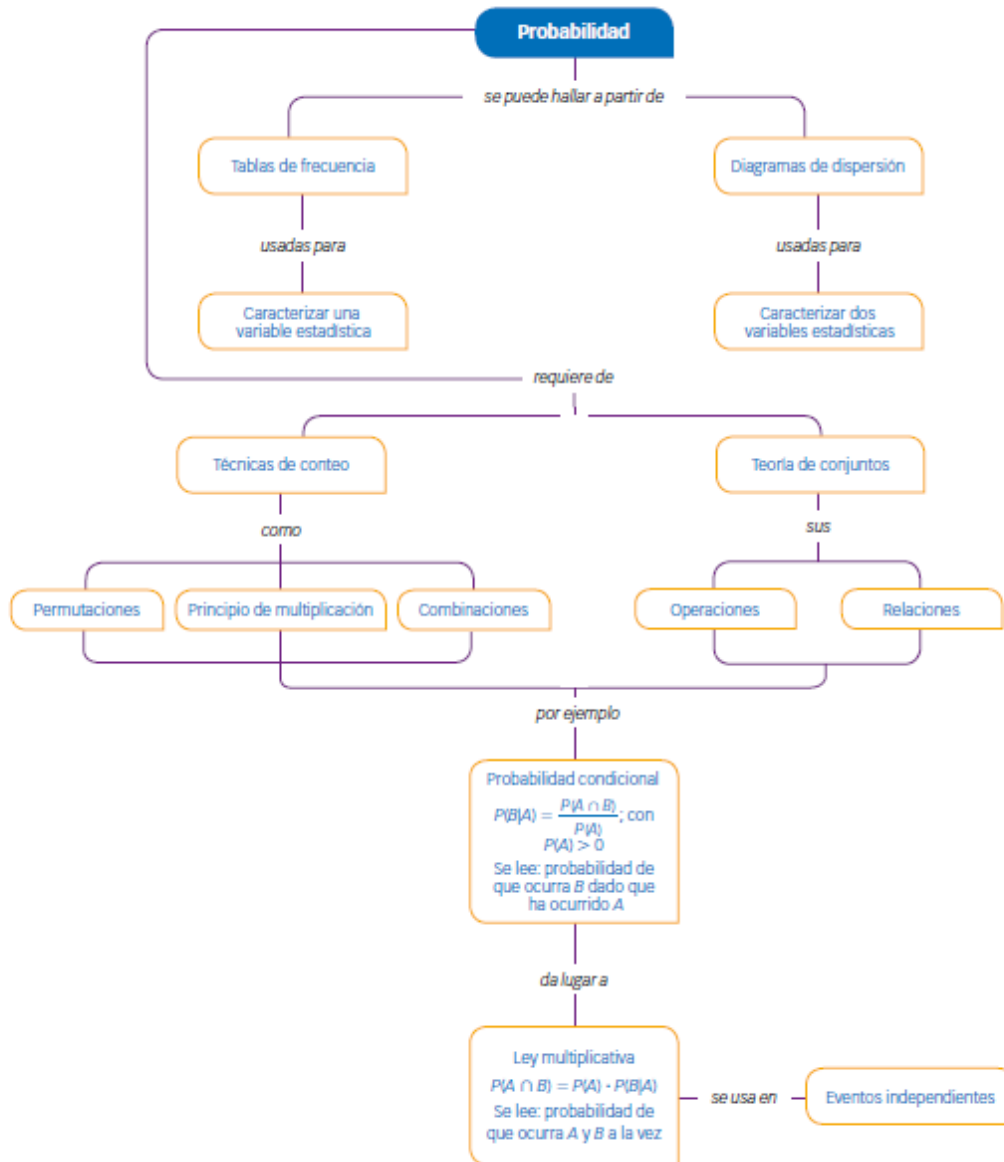 Probabilidad
se puede hallar a partir de
Tablas de frecuencia
Diagramas de dispersión
usadas para
usadas para
Caracterizar una
variable estadística
Caracterizar dos
variables estadísticas
requiere de
Técnicas de conteo
Teoría de conjuntos
como
sus
Permutaciones
Principio de multiplicación
Combinaciones
Operaciones
Relaciones
por ejemplo
Probabilidad condicional
P(B|A) = P(A ∩ B) / P(A); con
P(A) > 0
Se lee: probabilidad de
que ocurra B dado que
ha ocurrido A
da lugar a
Ley multiplicativa
P(A ∩ B) = P(A) · P(B|A)
Se lee: probabilidad de
que ocurra A y B a la vez
se usa en
Eventos independientes